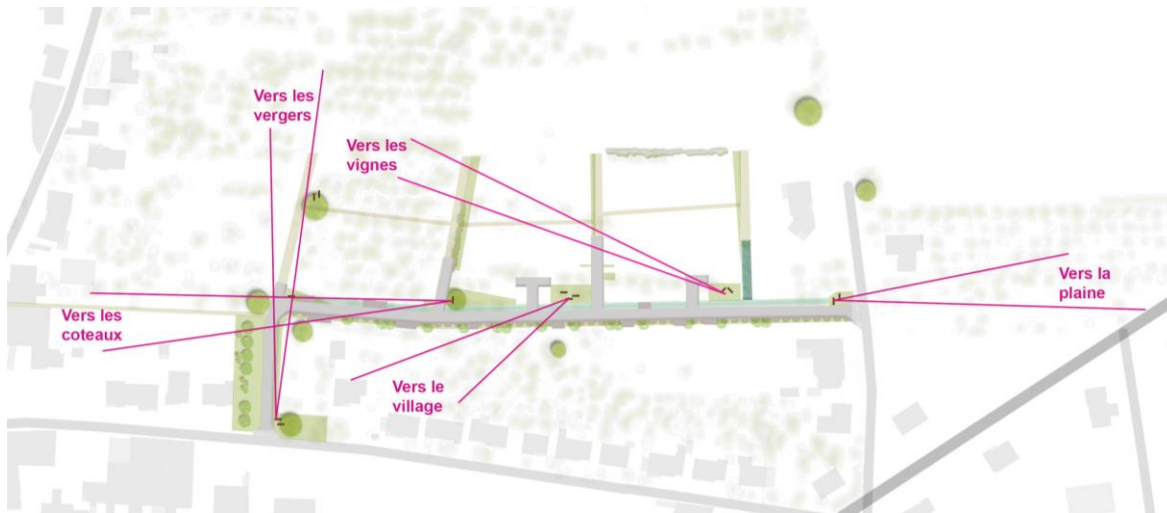 Vers les
vergers
Vers les
vignes
Vers la
plaine
Vers les
coteaux
Vers le
village